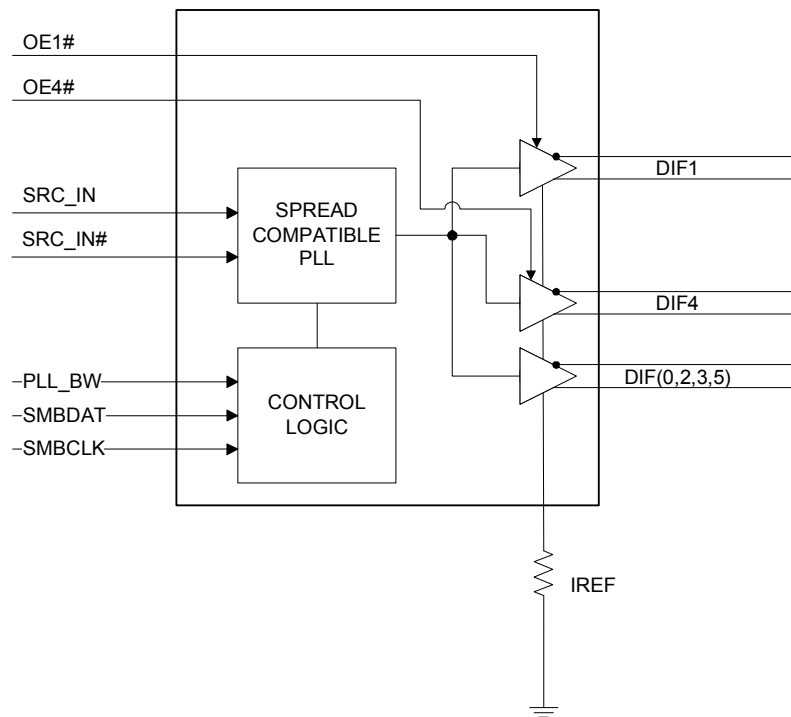 OE1#
OE4#
SRC_IN
SRC_IN#
SPREAD
COMPATIBLE
PLL
DIF1
DIF4
DIF(0,2,3,5)
PLL_BW
SMBDAT
SMBCLK
CONTROL
LOGIC
IREF